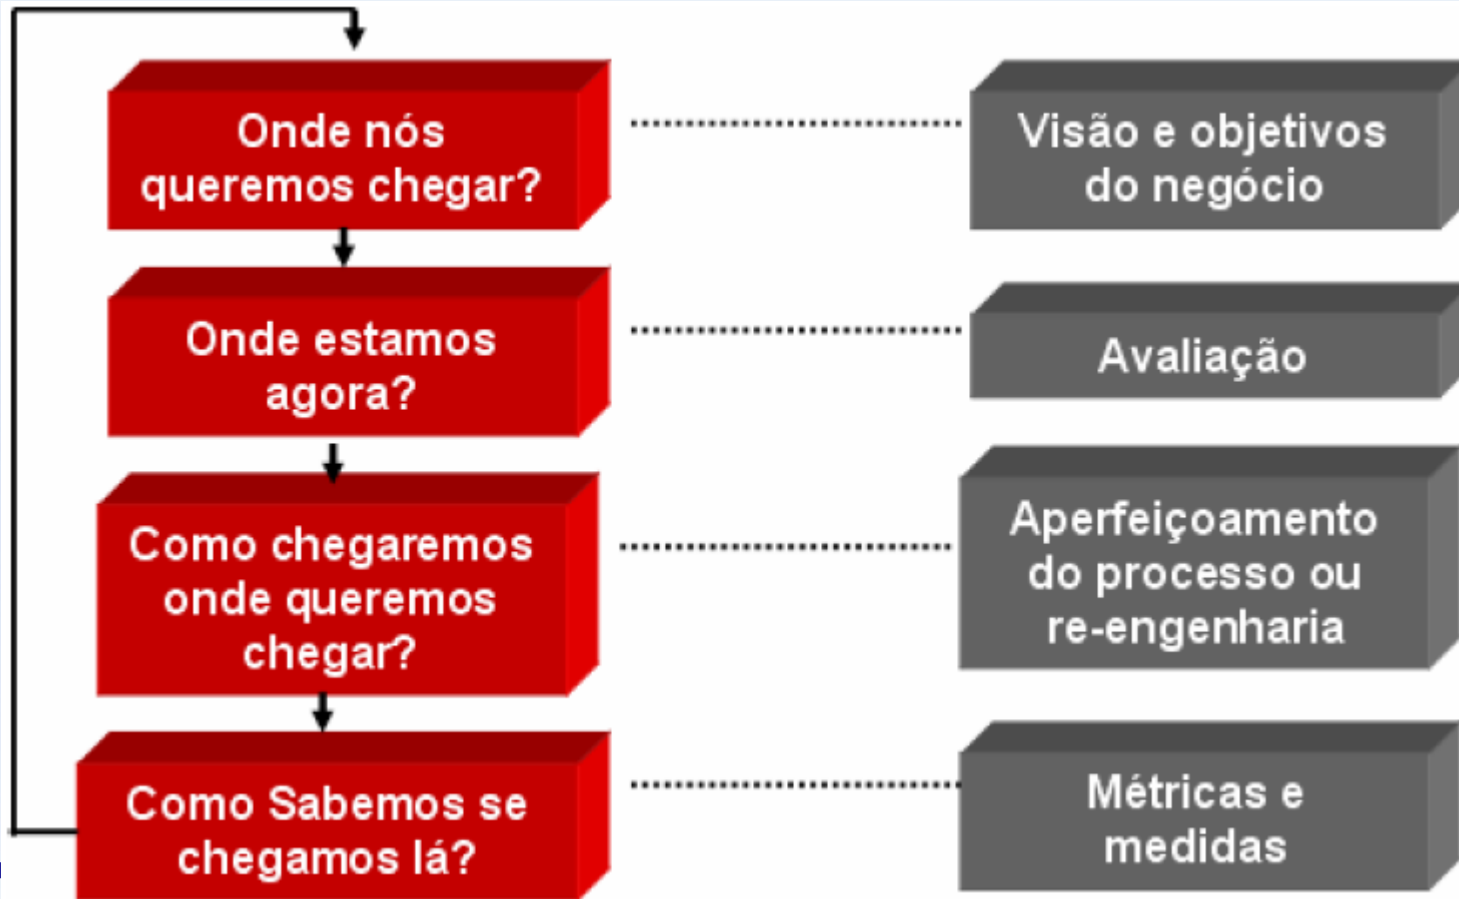 Onde nós
queremos chegar?
Visão e objetivos
do negócio
Onde estamos
agora?
Avaliação
Como chegaremos
onde queremos
chegar?
Aperfeiçoamento
do processo ou
re-engenharia
Como Sabemos se
chegamos lá?
Métricas e
medidas